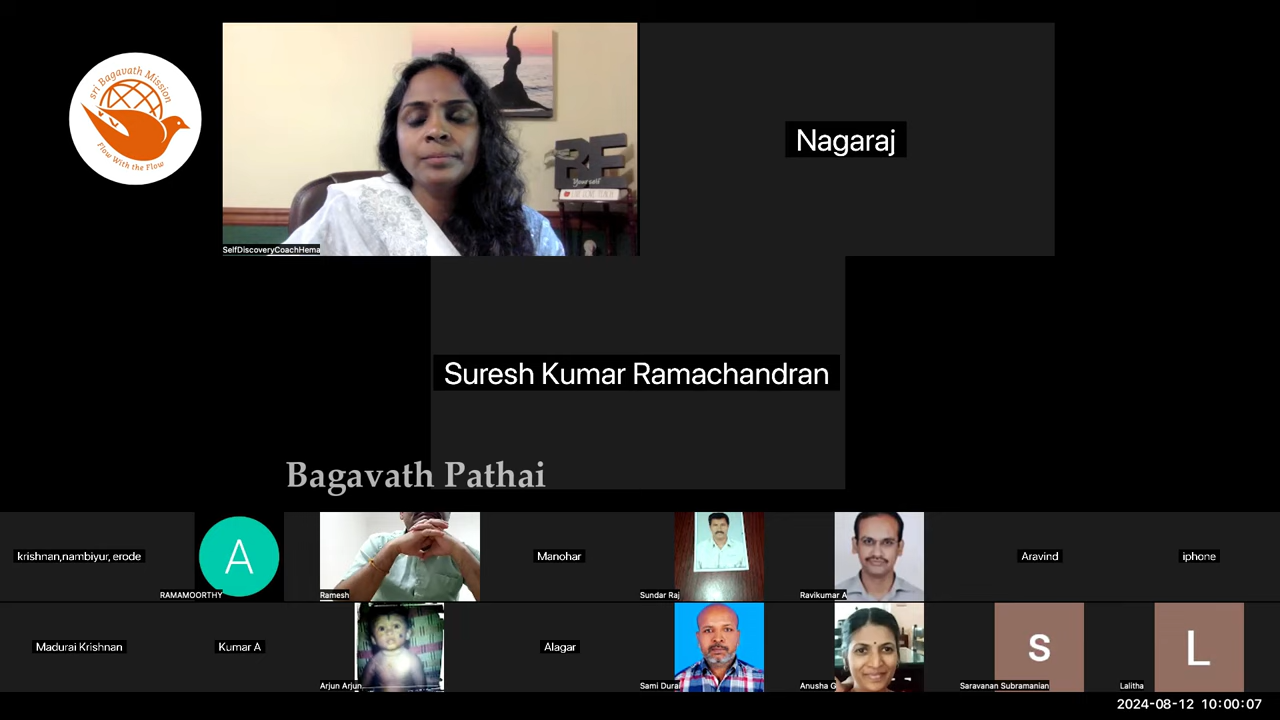 sri Bagavath Mission
Flow With the Flow
BE
SelfDiscoveryCoachHema
Nagaraj
Suresh Kumar Ramachandran
Bagavath Pathai
krishnan,nambiyur, erode
A
RAMAMOORTHY
Ramesh
Manohar
Sundar Raj
Ravikumar A
Aravind
iphone
Madurai Krishnan
Kumar A
Arjun Arjun
Alagar
Sami Durai
Anusha G
S
Saravanan Subramanian
L
Lalitha
2024-08-12 10:00:07